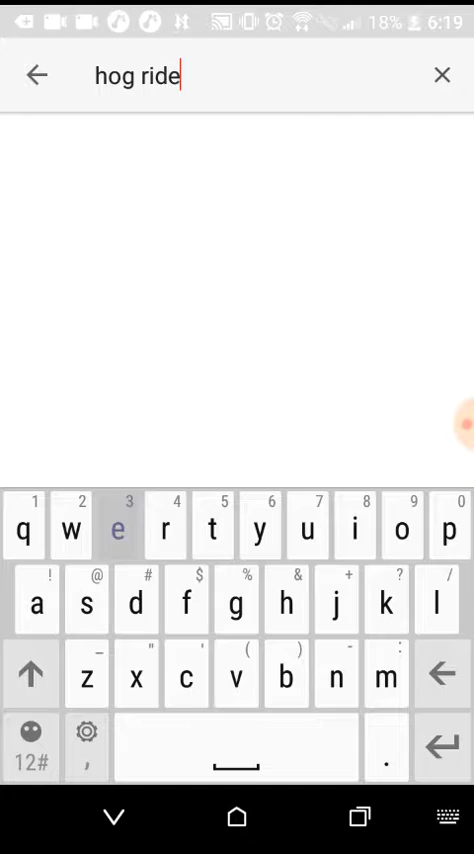 18% 6:19
hog ride
1 2 3 4 5 6 7 8 9 0
q w e r t y u i o p
! @ # $ % & + ? /
a s d f g h j k l
_ " ' ( ) - :
z x c v b n m
12# , .